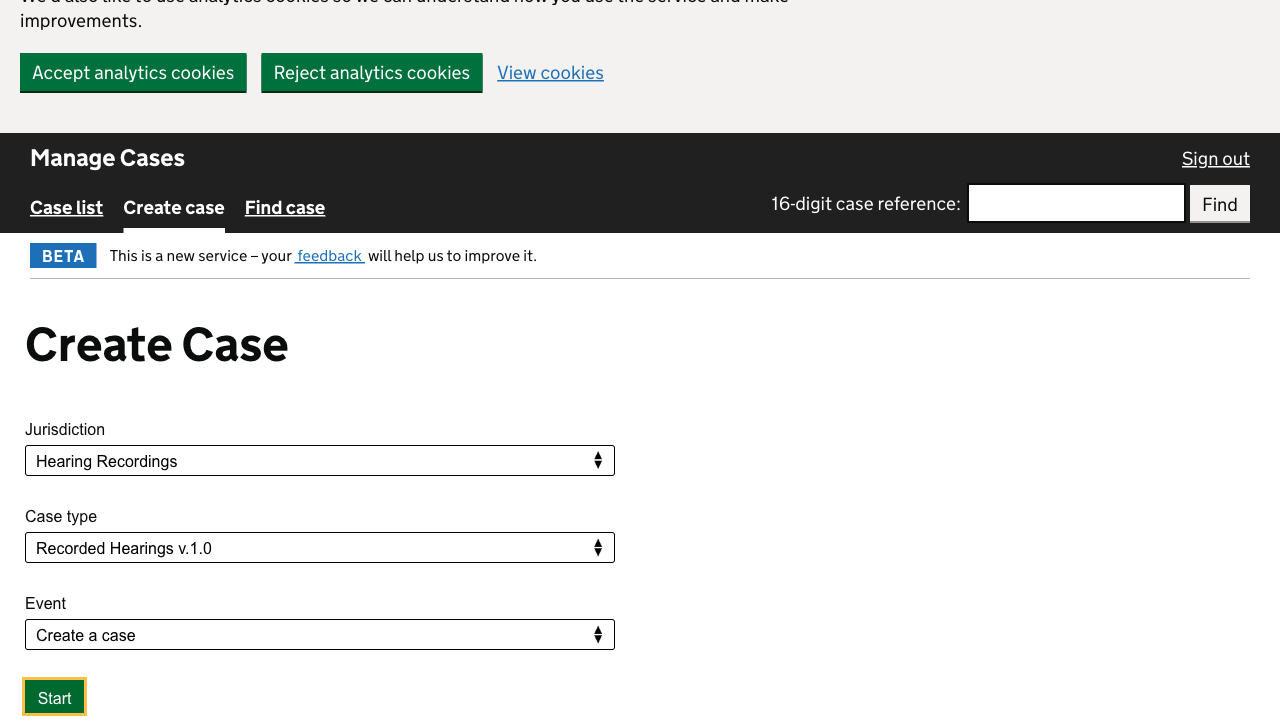 improvements.
Accept analytics cookies
Reject analytics cookies
View cookies
Manage Cases
Sign out
Case list
Create case
Find case
16-digit case reference:
Find
BETA
This is a new service – your feedback will help us to improve it.
Create Case
Jurisdiction
Hearing Recordings
Case type
Recorded Hearings v.1.0
Event
Create a case
Start